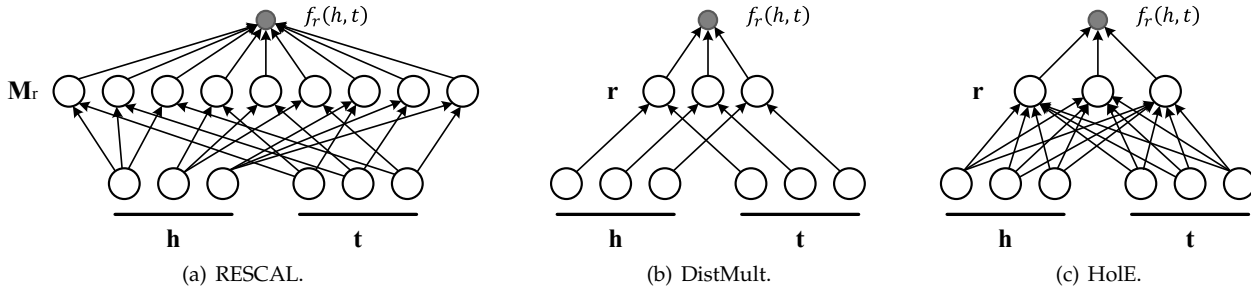 f_r(h, t)
M_r
h
t
(a) RESCAL.
f_r(h, t)
r
h
t
(b) DistMult.
f_r(h, t)
r
h
t
(c) HolE.